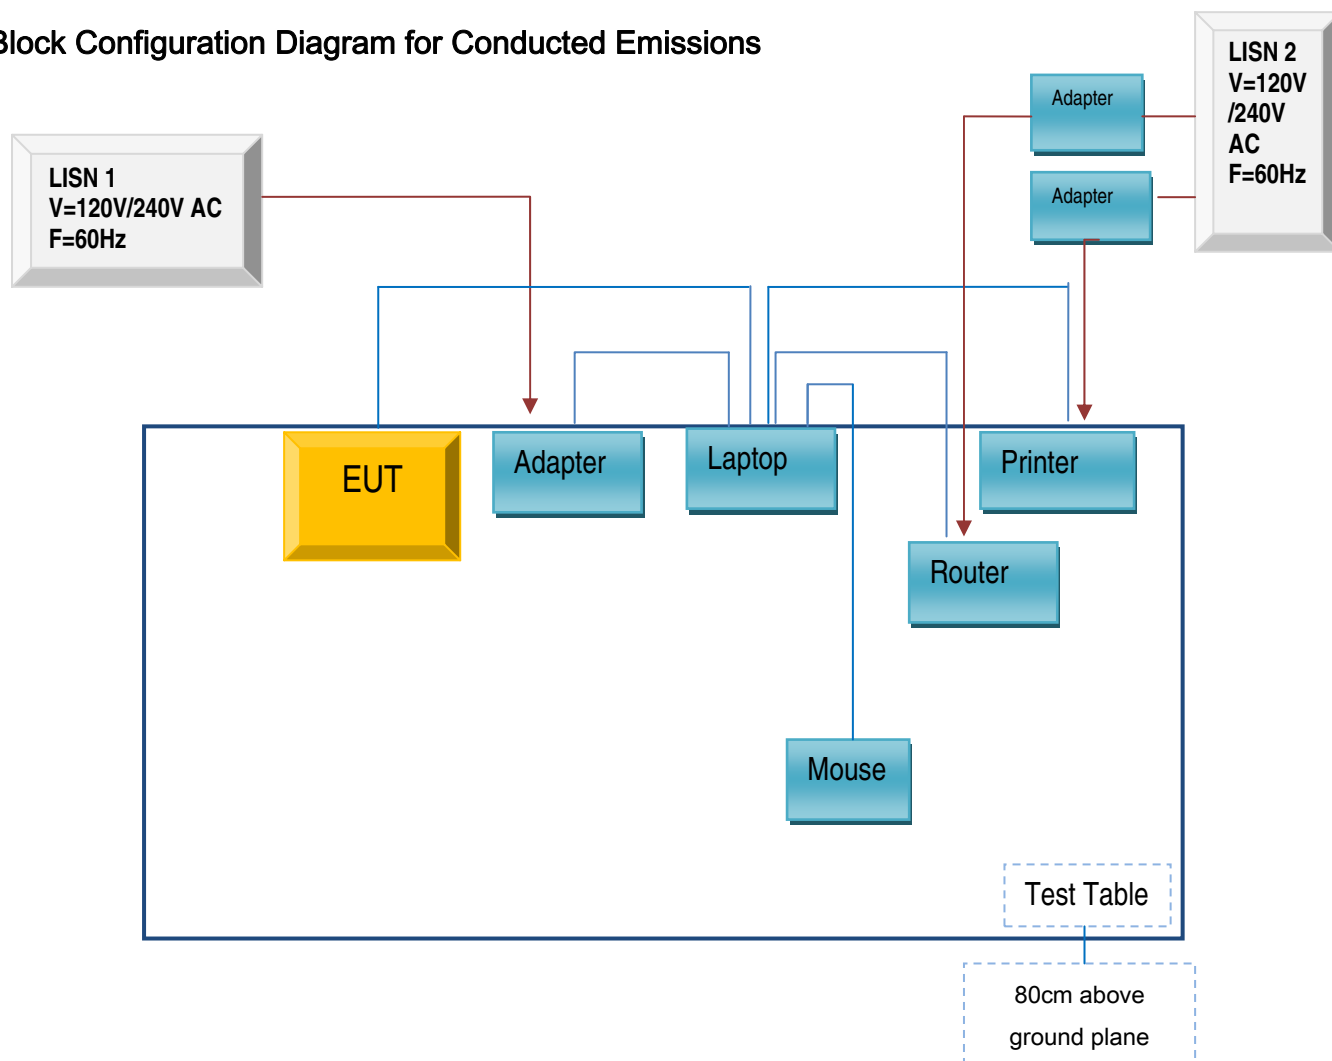 Block Configuration Diagram for Conducted Emissions
LISN 2
V=120V
/240V
AC
F=60Hz
Adapter
Adapter
LISN 1
V=120V/240V AC
F=60Hz
EUT
Adapter
Laptop
Printer
Router
Mouse
Test Table
80cm above
ground plane